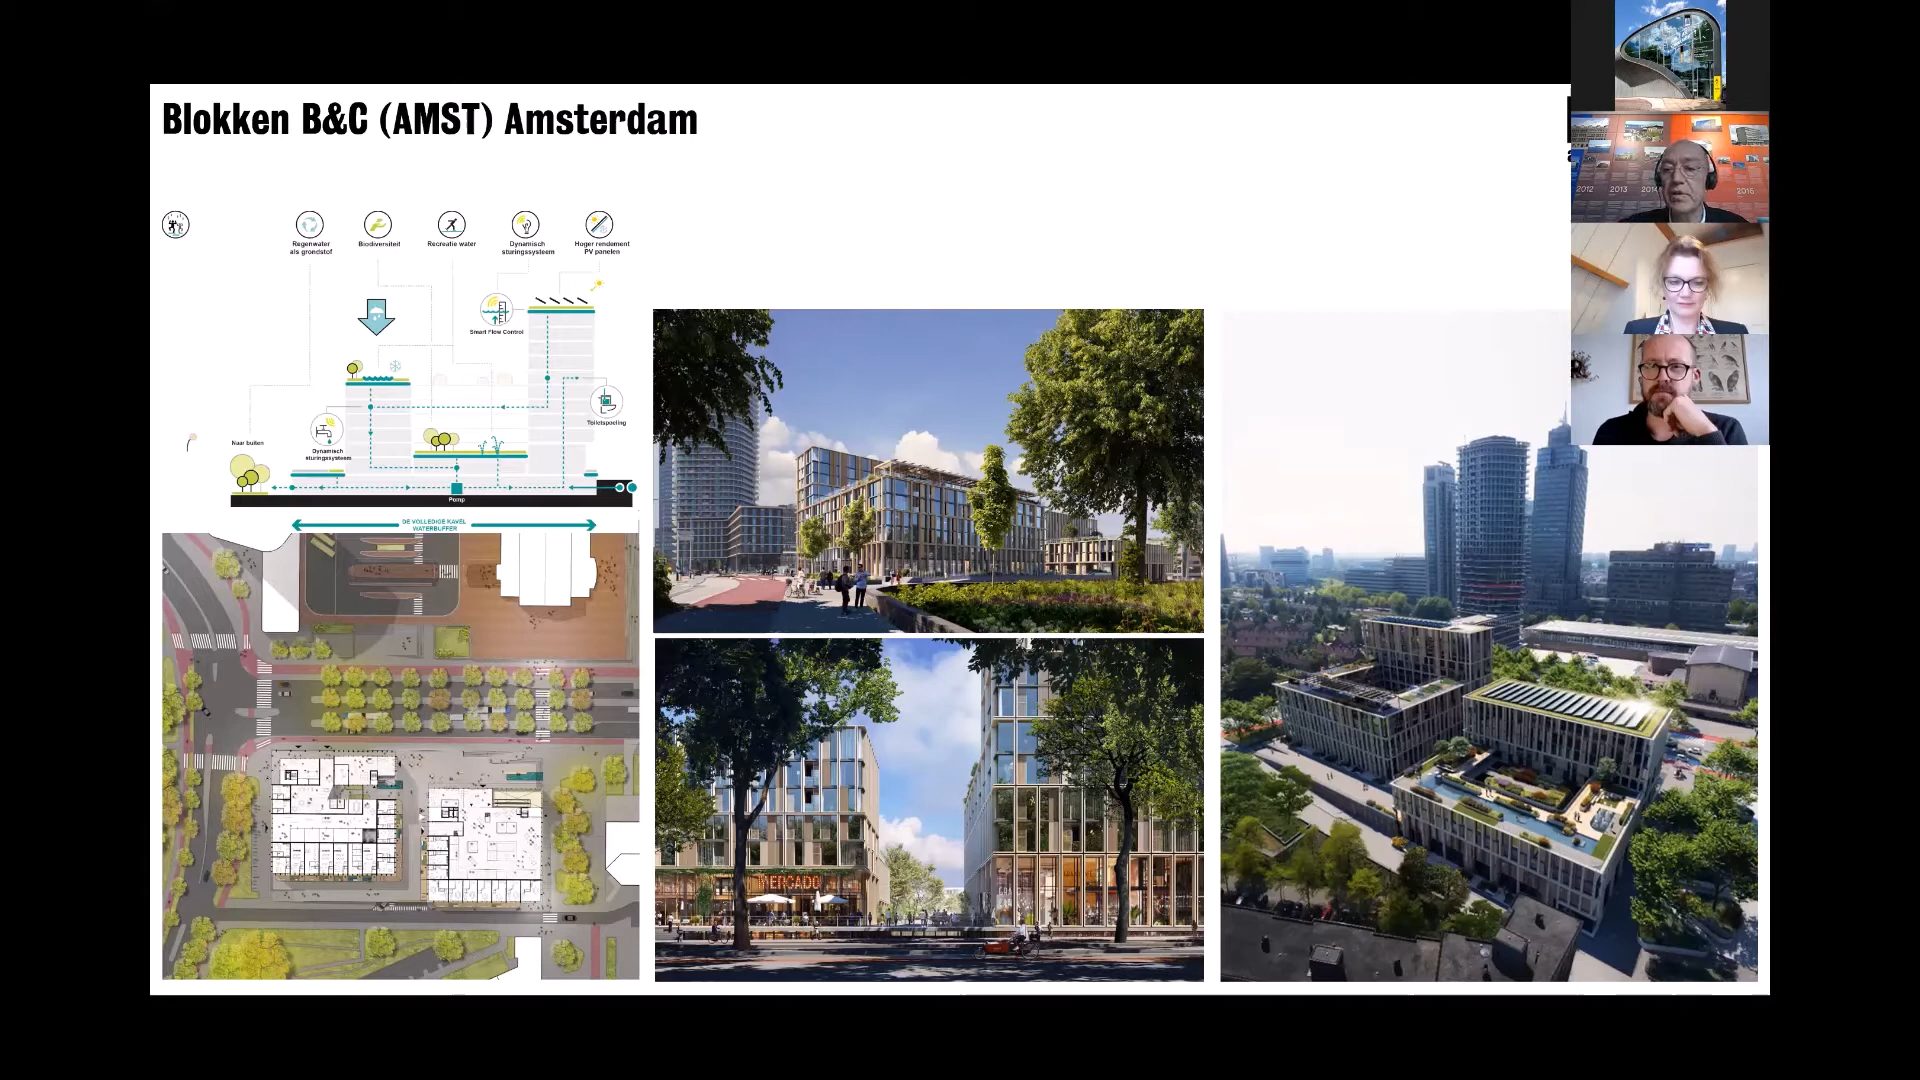 Blokken B&C (AMST) Amsterdam
Regenwater
als grondstof
Biodiversiteit
Recreatie water
Dynamisch
sturingssysteem
Hoger rendement
PV panelen
Smart Flow Control
Toiletspoeling
Naar buiten
Dynamisch
sturingssysteem
Pomp
DE VOLLEDIGE KAVEL
WATERBUFFER
MERCADO
2012
2013
2014
2016